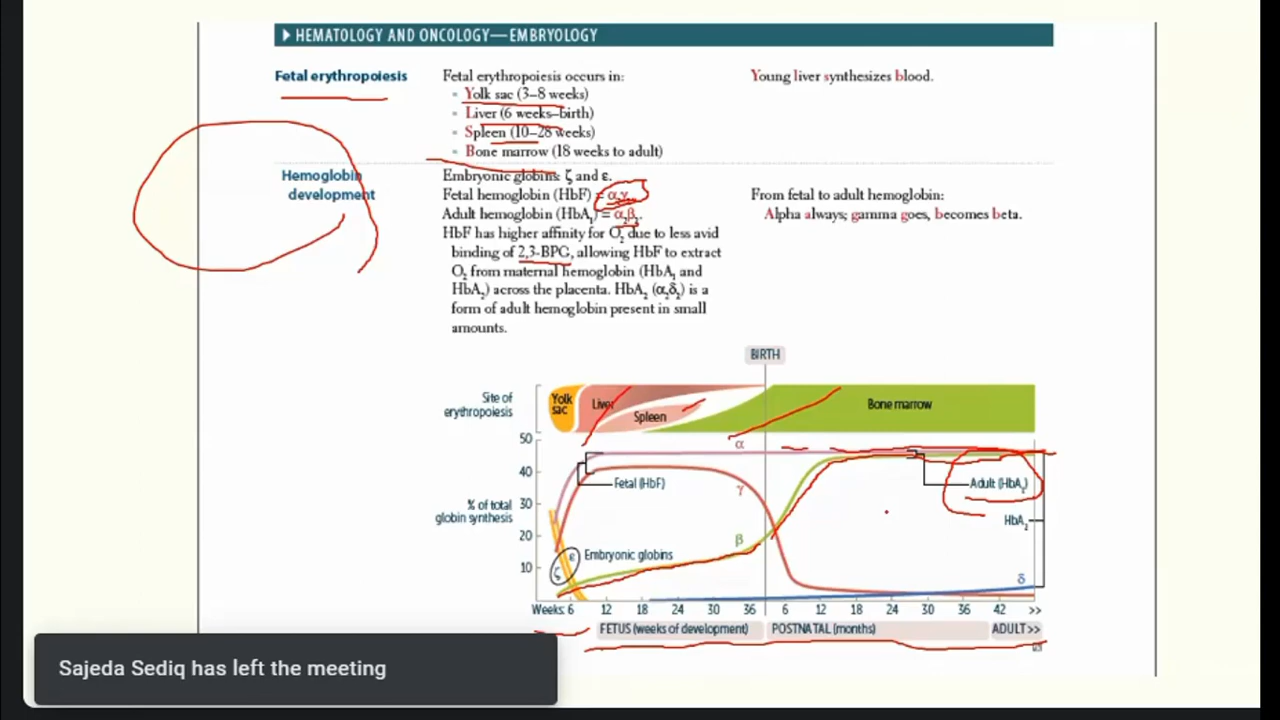 ▶ HEMATOLOGY AND ONCOLOGY—EMBRYOLOGY
Fetal erythropoiesis
Fetal erythropoiesis occurs in:
▪ Yolk sac (3–8 weeks)
▪ Liver (6 weeks–birth)
▪ Spleen (10–28 weeks)
▪ Bone marrow (18 weeks to adult)
Young liver synthesizes blood.
Hemoglobin
development
Embryonic globins: ζ and ε.
Fetal hemoglobin (HbF) = α₂γ₂.
Adult hemoglobin (HbA₁) = α₂β₂.
HbF has higher affinity for O₂ due to less avid
binding of 2,3-BPG, allowing HbF to extract
O₂ from maternal hemoglobin (HbA₁ and
HbA₂) across the placenta. HbA₂ (α₂δ₂) is a
form of adult hemoglobin present in small
amounts.
From fetal to adult hemoglobin:
Alpha always; gamma goes, becomes beta.
BIRTH
Site of
erythropoiesis
Yolk
sac
Liver
Spleen
Bone marrow
% of total
globin synthesis
50
40
30
20
10
α
Fetal (HbF)
γ
β
Embryonic globins
ε
ζ
Adult (HbA₁)
HbA₂
δ
Weeks: 6 12 18 24 30 36 6 12 18 24 30 36 42 >>
FETUS (weeks of development) POSTNATAL (months) ADULT >>
Sajeda Sediq has left the meeting